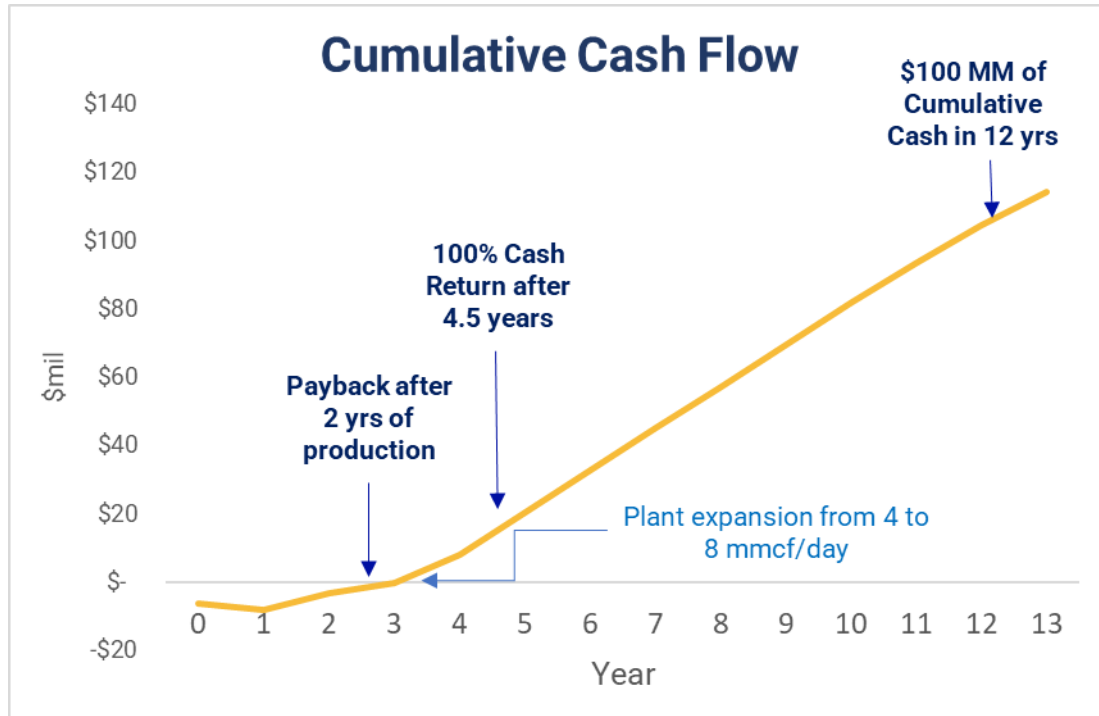 Cumulative Cash Flow
$100 MM of
Cumulative
Cash in 12 yrs
$140
$120
$100
$80
$60
$40
$20
$-
-$20
$mil
100% Cash
Return after
4.5 years
Payback after
2 yrs of
production
Plant expansion from 4 to
8 mmcf/day
0 1 2 3 4 5 6 7 8 9 10 11 12 13
Year